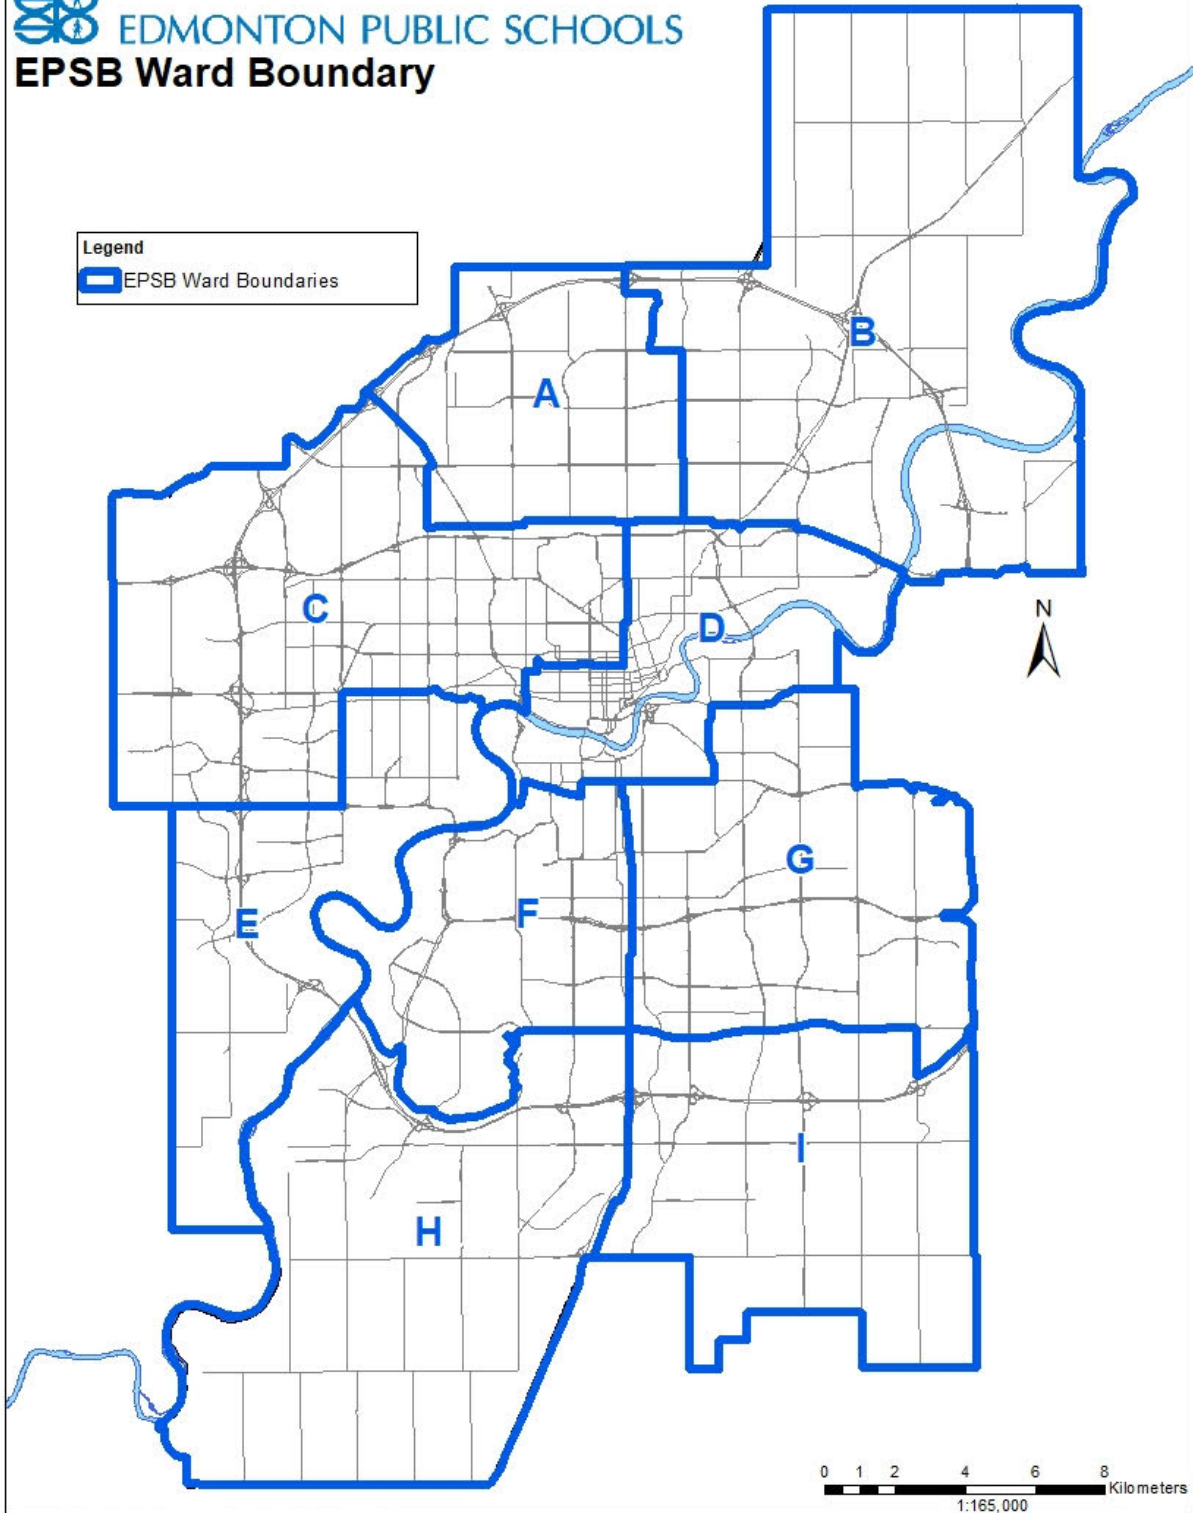 EDMONTON PUBLIC SCHOOLS
EPSB Ward Boundary
Legend
EPSB Ward Boundaries
B
A
C
D
N
G
F
E
I
H
0 1 2 4 6 8
Kilometers
1:165,000